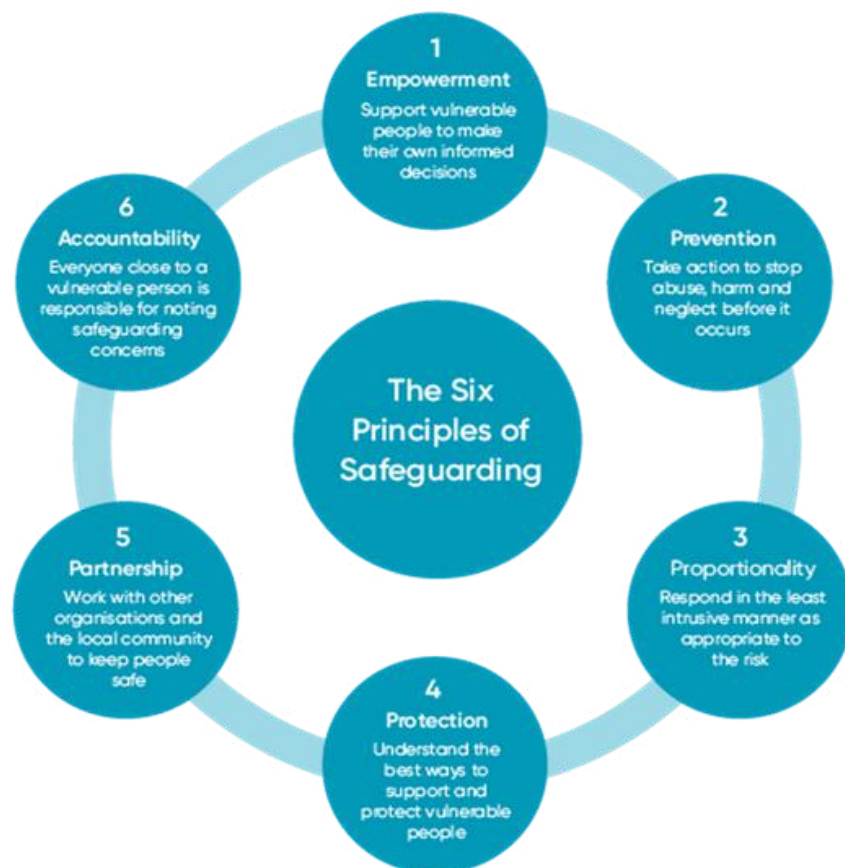 1
Empowerment
Support vulnerable
people to make
their own informed
decisions
2
Prevention
Take action to stop
abuse, harm and
neglect before it
occurs
3
Proportionality
Respond in the least
intrusive manner as
appropriate to
the risk
4
Protection
Understand the
best ways to
support and
protect vulnerable
people
5
Partnership
Work with other
organisations and
the local community
to keep people
safe
6
Accountability
Everyone close to a
vulnerable person is
responsible for noting
safeguarding
concerns
The Six
Principles of
Safeguarding